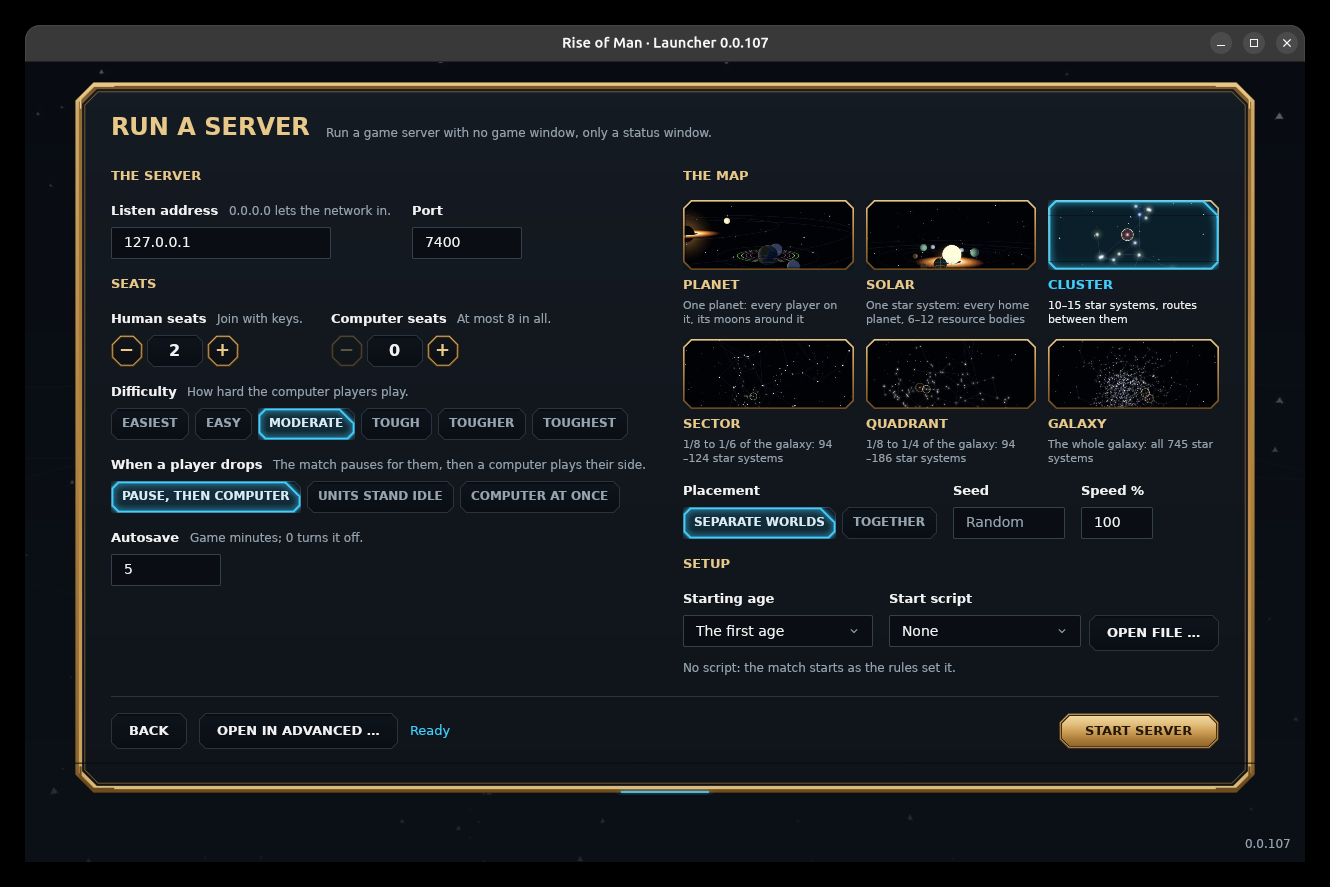 Rise of Man · Launcher 0.0.107
RUN A SERVER Run a game server with no game window, only a status window.
THE SERVER
Listen address 0.0.0.0 lets the network in. Port
127.0.0.1 7400
SEATS
Human seats Join with keys. Computer seats At most 8 in all.
− 2 + − 0 +
Difficulty How hard the computer players play.
EASIEST EASY MODERATE TOUGH TOUGHER TOUGHEST
When a player drops The match pauses for them, then a computer plays their side.
PAUSE, THEN COMPUTER UNITS STAND IDLE COMPUTER AT ONCE
Autosave Game minutes; 0 turns it off.
5
THE MAP
PLANET
One planet: every player on
it, its moons around it
SOLAR
One star system: every home
planet, 6–12 resource bodies
CLUSTER
10–15 star systems, routes
between them
SECTOR
1/8 to 1/6 of the galaxy: 94
–124 star systems
QUADRANT
1/8 to 1/4 of the galaxy: 94
–186 star systems
GALAXY
The whole galaxy: all 745 star
systems
Placement Seed Speed %
SEPARATE WORLDS TOGETHER Random 100
SETUP
Starting age Start script
The first age None OPEN FILE ...
No script: the match starts as the rules set it.
BACK OPEN IN ADVANCED ... Ready START SERVER
0.0.107